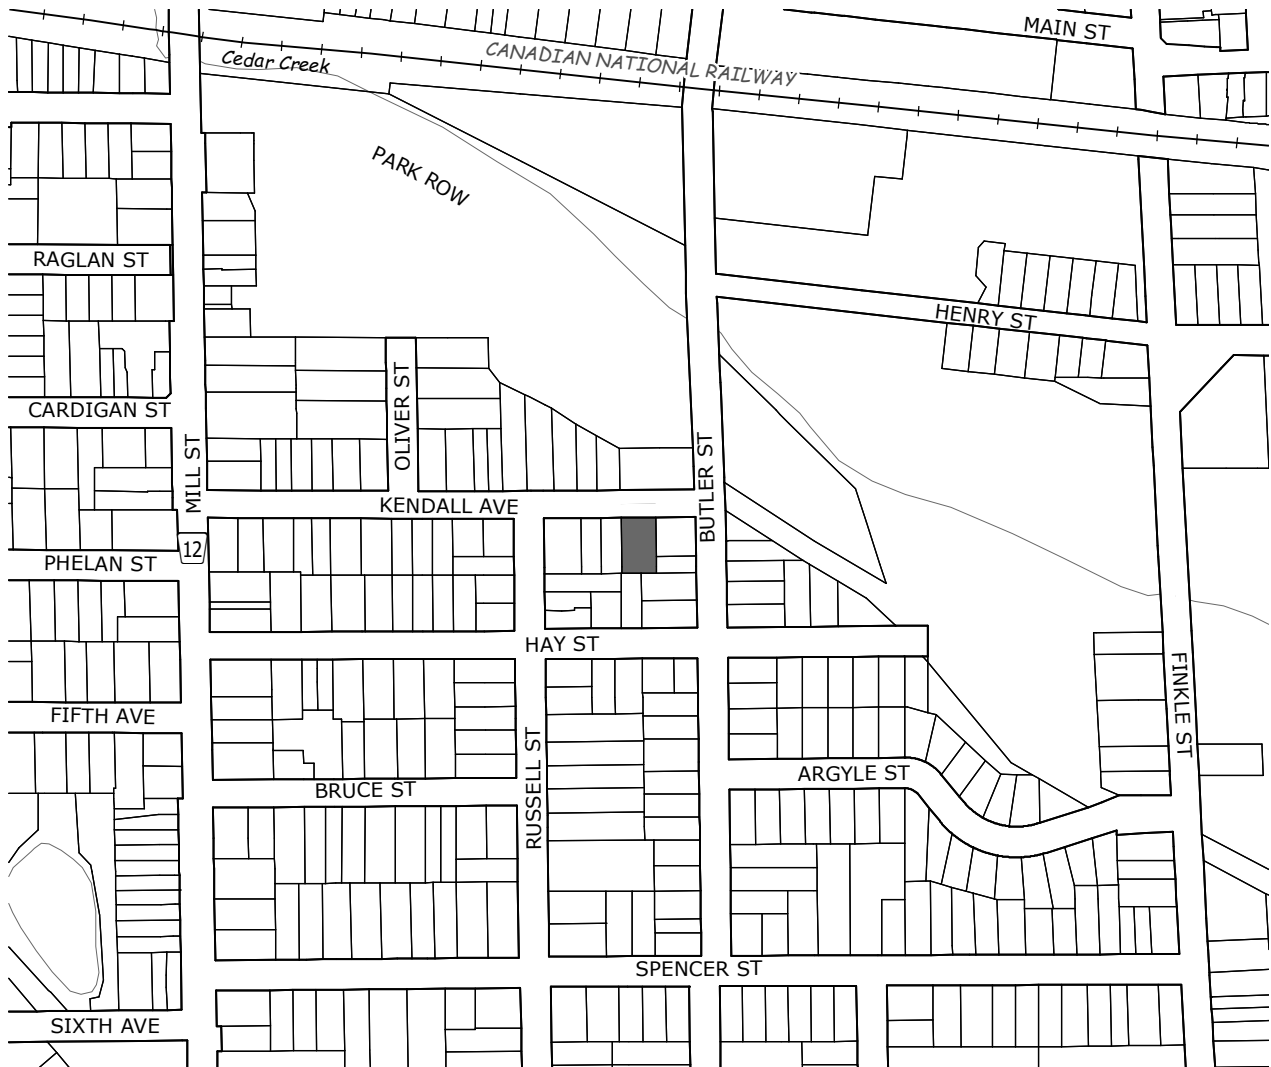 MAIN ST
CANADIAN NATIONAL RAILWAY
Cedar Creek
PARK ROW
RAGLAN ST
HENRY ST
CARDIGAN ST
OLIVER ST
MILL ST
BUTLER ST
KENDALL AVE
12
PHELAN ST
HAY ST
FINKLE ST
FIFTH AVE
RUSSELL ST
ARGYLE ST
BRUCE ST
SPENCER ST
SIXTH AVE